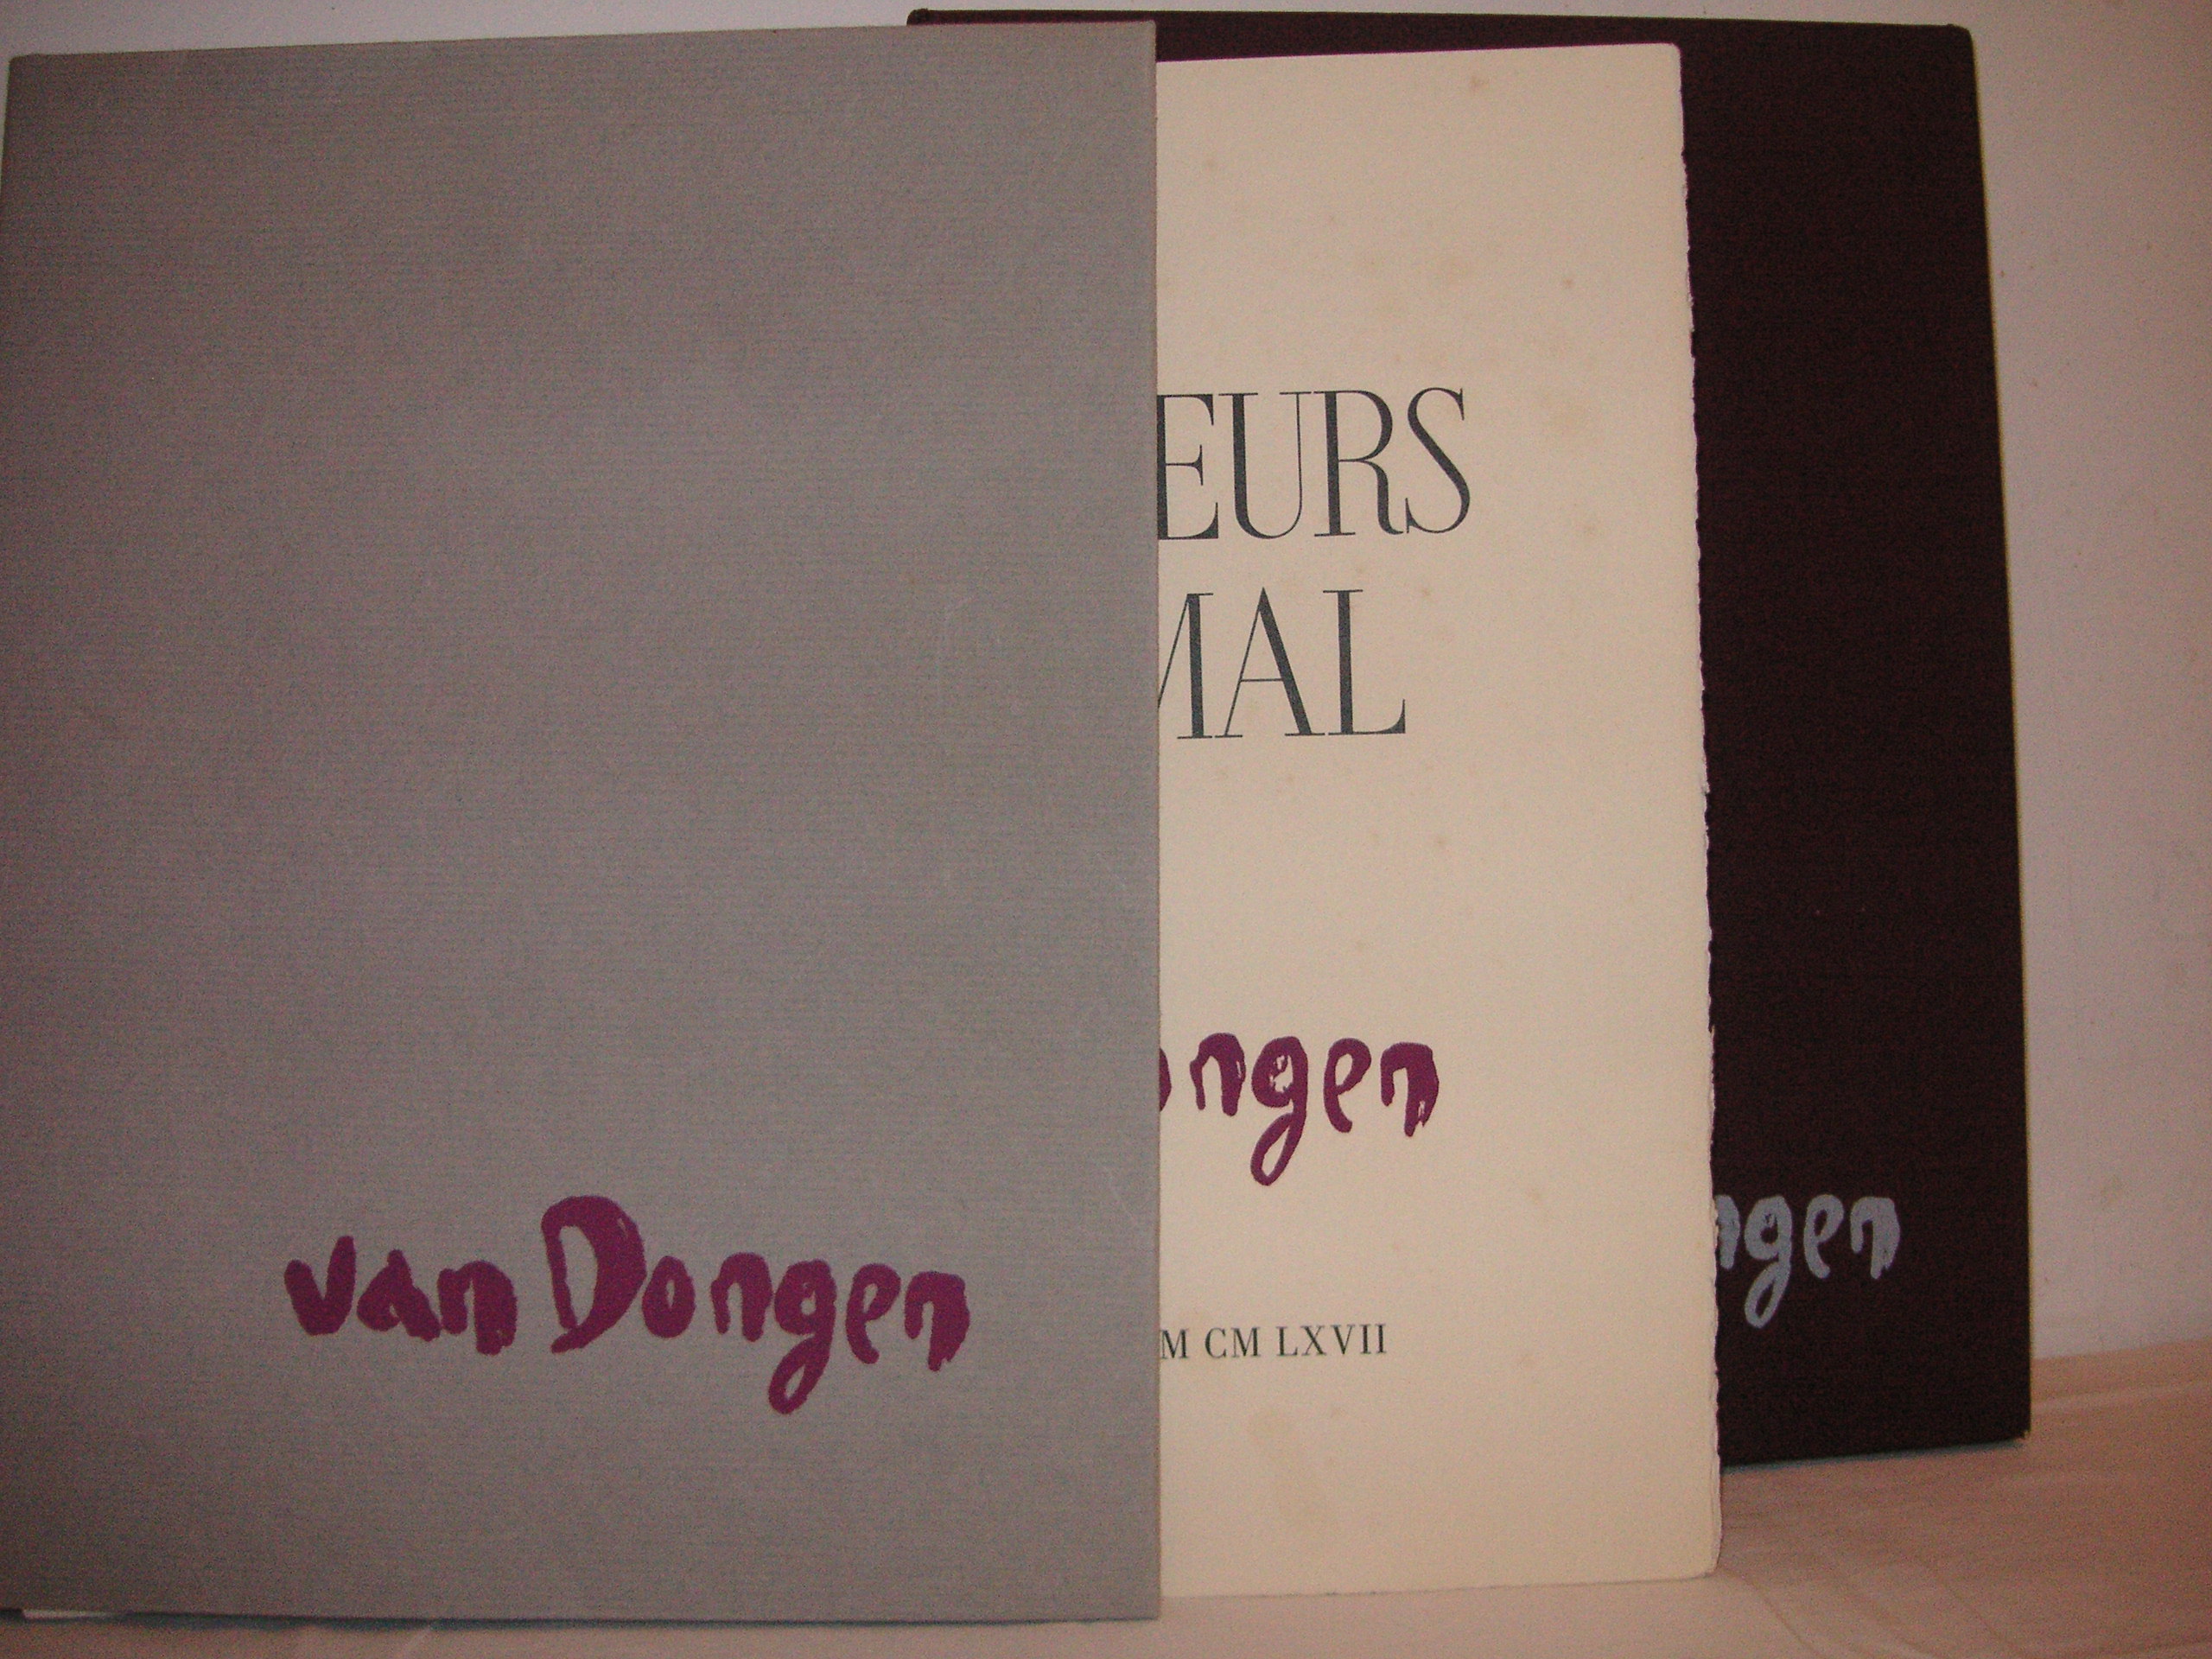 van Dongen
EURS
MAL
ongen
M CM LXVII
ngen